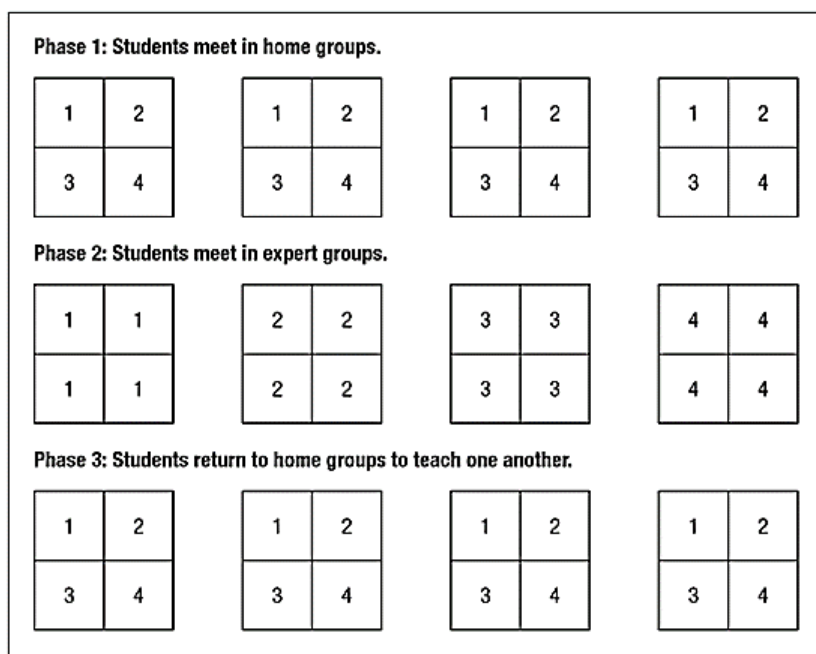 Phase 1: Students meet in home groups.
1 2 1 2 1 2 1 2
3 4 3 4 3 4 3 4
Phase 2: Students meet in expert groups.
1 1 2 2 3 3 4 4
1 1 2 2 3 3 4 4
Phase 3: Students return to home groups to teach one another.
1 2 1 2 1 2 1 2
3 4 3 4 3 4 3 4